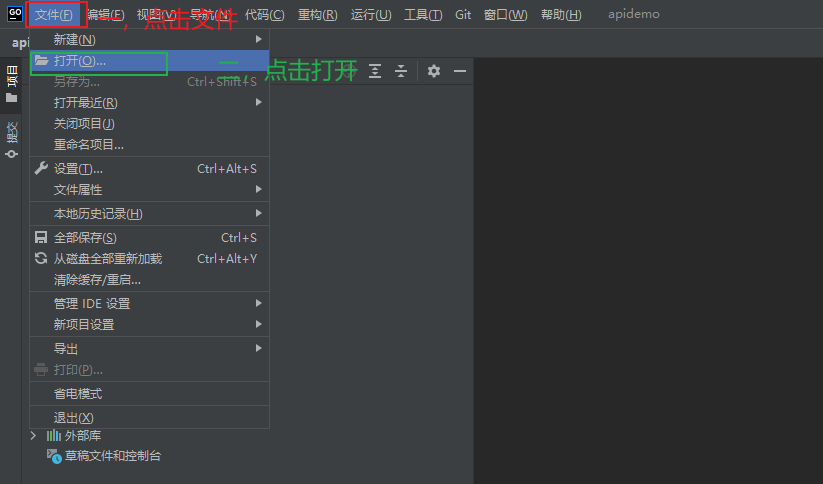 GO 文件(F) 编辑(E) 视图(V) 导航(N) 代码(C) 重构(R) 运行(U) 工具(T) Git 窗口(W) 帮助(H) apidemo
一，点击文件
api
新建(N)
打开(O)...
二，点击打开
另存为... Ctrl+Shift+S
打开最近(R)
关闭项目(J)
重命名项目...
设置(T)... Ctrl+Alt+S
文件属性
本地历史记录(H)
全部保存(S) Ctrl+S
从磁盘全部重新加载 Ctrl+Alt+Y
清除缓存/重启...
管理 IDE 设置
新项目设置
导出
打印(P)...
省电模式
退出(X)
外部库
草稿文件和控制台
项目
提交